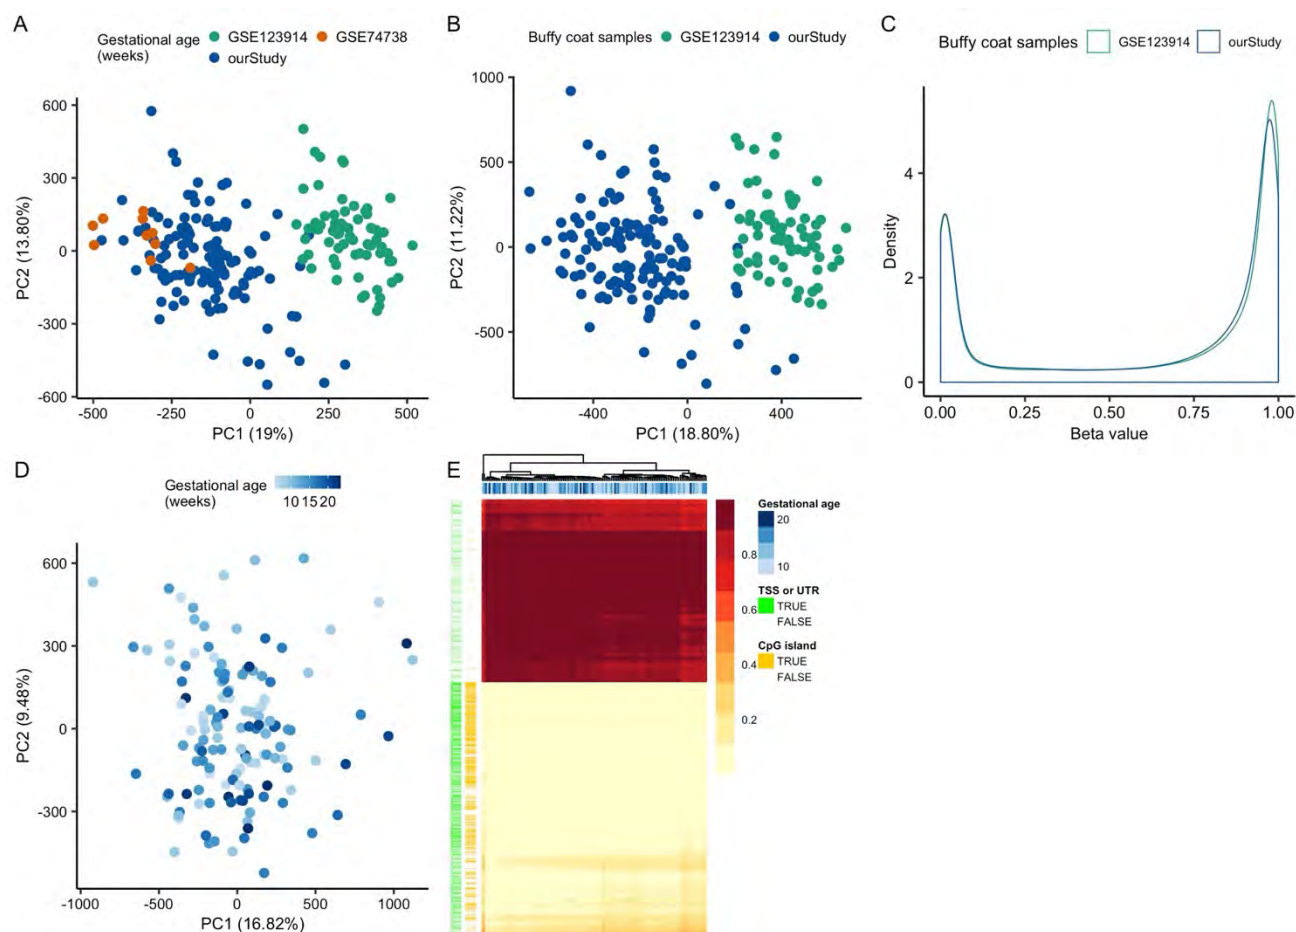 A
Gestational age
(weeks)
GSE123914
GSE74738
ourStudy
600
300
0
-300
-600
PC2 (13.80%)
-500
-250
0
250
500
PC1 (19%)
B
Buffy coat samples
GSE123914
ourStudy
1000
500
0
-500
PC2 (11.22%)
-400
0
400
PC1 (18.80%)
C
Buffy coat samples
GSE123914
ourStudy
4
2
0
Density
0.00
0.25
0.50
0.75
1.00
Beta value
D
Gestational age
(weeks)
10 15 20
600
300
0
-300
PC2 (9.48%)
-1000
-500
0
500
1000
PC1 (16.82%)
E
0.8
0.6
0.4
0.2
Gestational age
20
10
TSS or UTR
TRUE
FALSE
CpG island
TRUE
FALSE